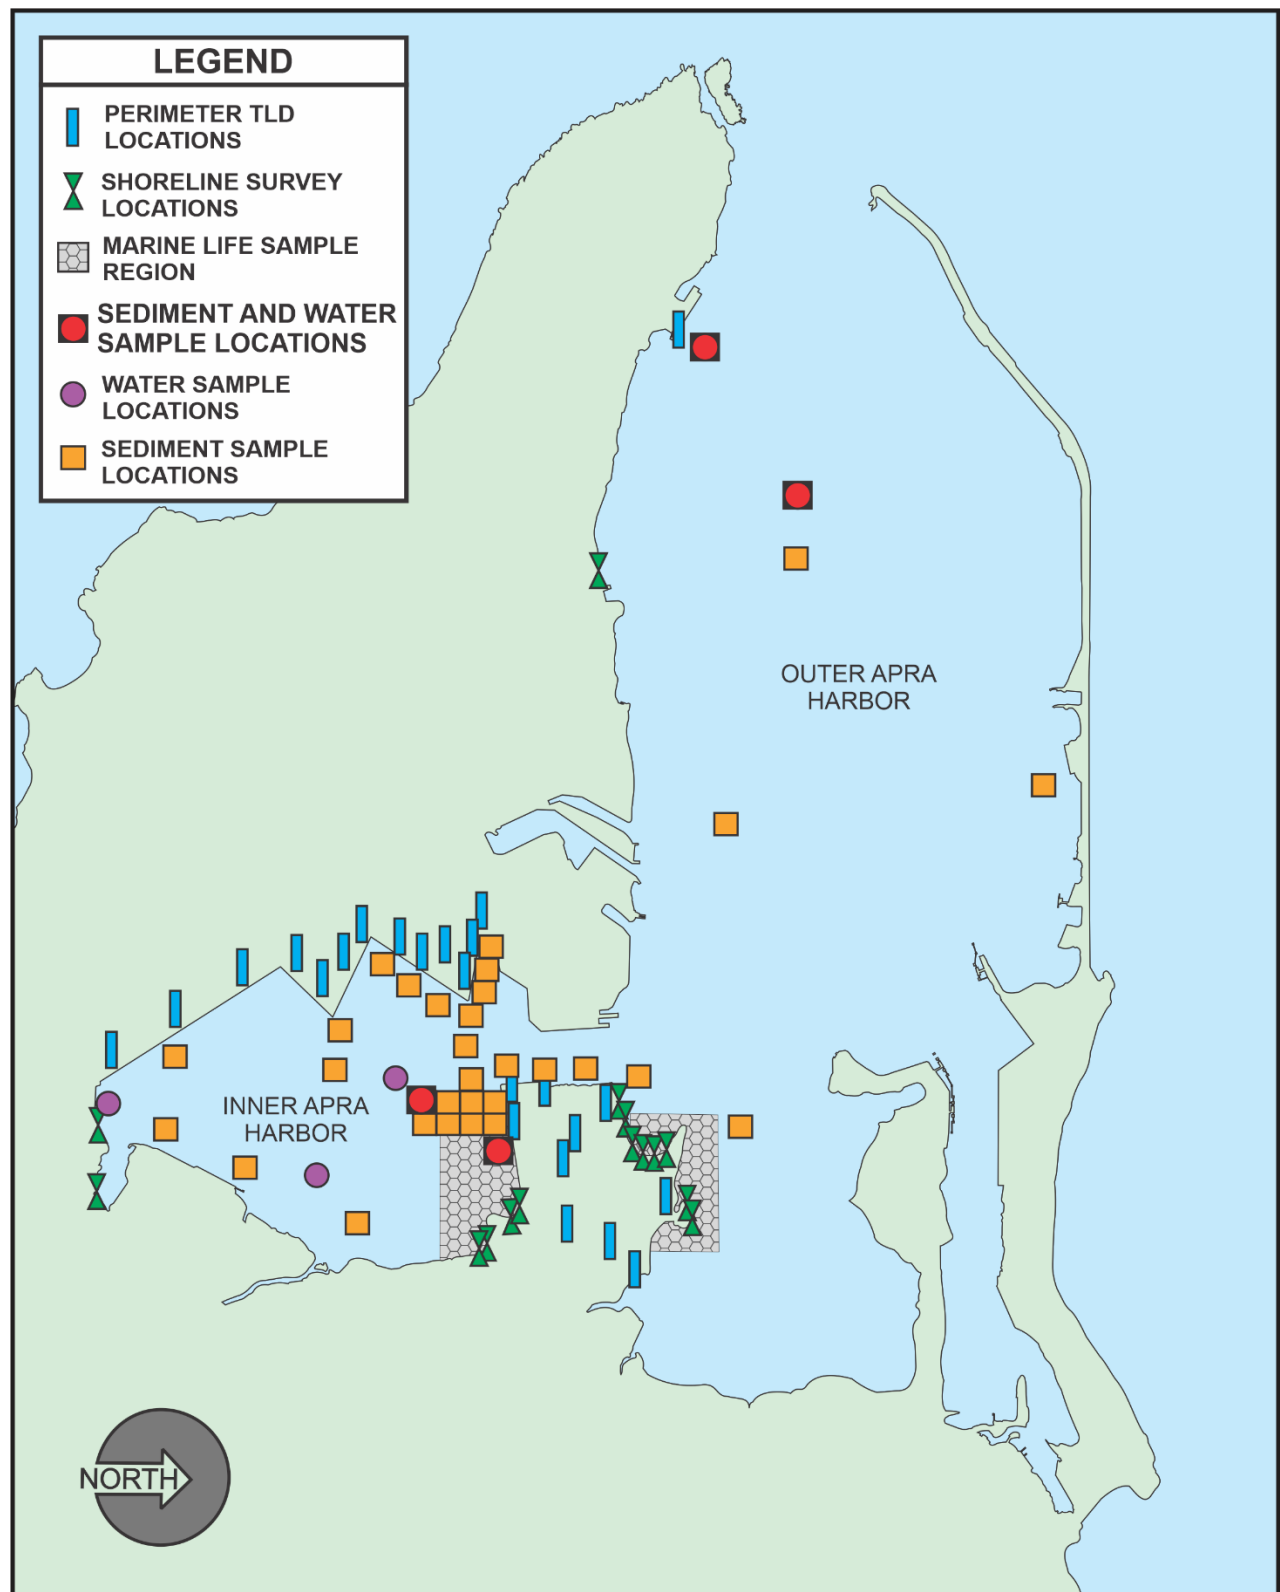 LEGEND
PERIMETER TLD
LOCATIONS
SHORELINE SURVEY
LOCATIONS
MARINE LIFE SAMPLE
REGION
SEDIMENT AND WATER
SAMPLE LOCATIONS
WATER SAMPLE
LOCATIONS
SEDIMENT SAMPLE
LOCATIONS
OUTER APRA
HARBOR
INNER APRA
HARBOR
NORTH